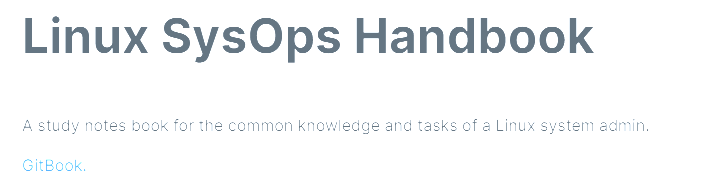 Linux SysOps Handbook
A study notes book for the common knowledge and tasks of a Linux system admin.
GitBook.